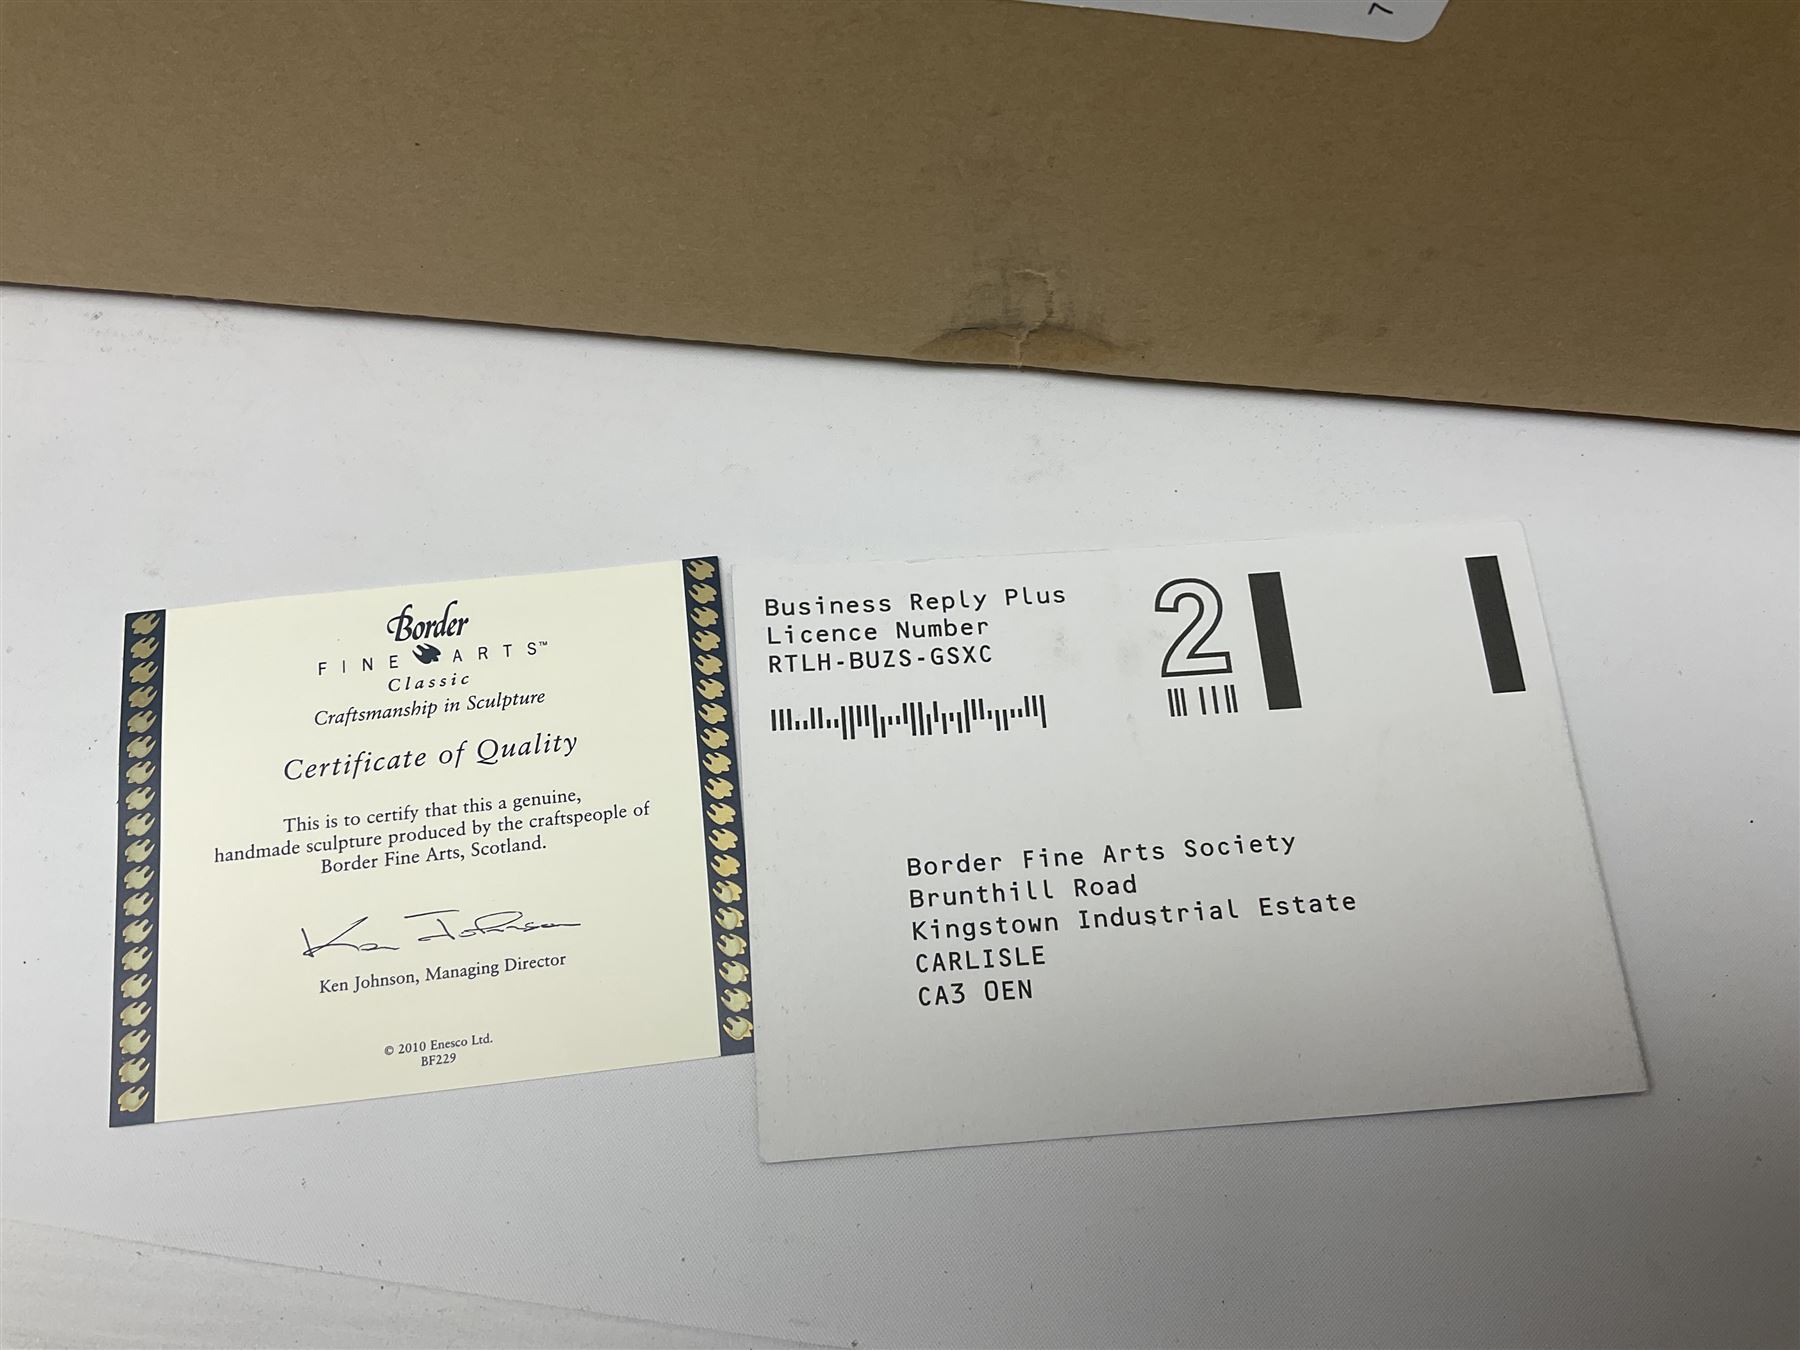 7
Border
FINE ARTS™
Classic
Craftsmanship in Sculpture
Certificate of Quality
This is to certify that this a genuine,
handmade sculpture produced by the craftspeople of
Border Fine Arts, Scotland.
Ken Johnson
Ken Johnson, Managing Director
© 2010 Enesco Ltd.
BF229
Business Reply Plus
Licence Number
RTLH-BUZS-GSXC
2
Border Fine Arts Society
Brunthill Road
Kingstown Industrial Estate
CARLISLE
CA3 0EN